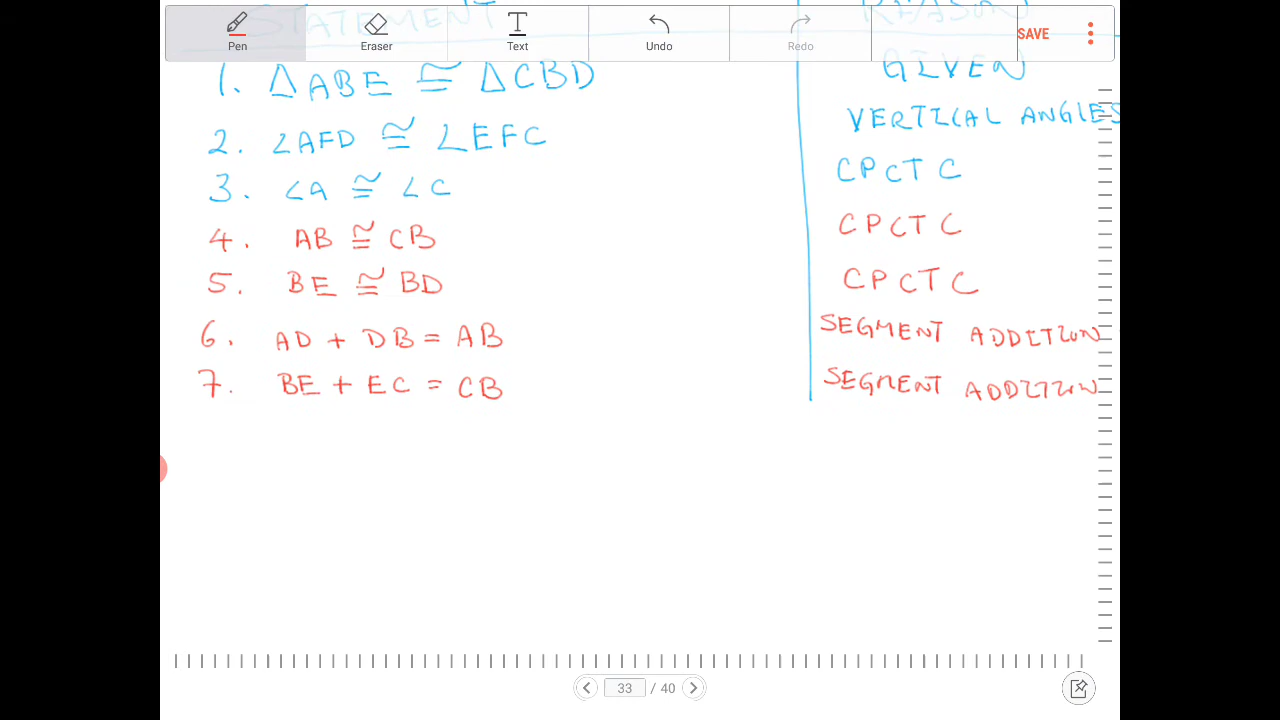 STATEMENT REASON
Pen Eraser Text Undo Redo SAVE
1. △ABE ≅ △CBD GIVEN
2. ∠AFD ≅ ∠EFC VERTICAL ANGLES
3. ∠A ≅ ∠C CPCTC
4. AB ≅ CB CPCTC
5. BE ≅ BD CPCTC
6. AD + DB = AB SEGMENT ADDITION
7. BE + EC = CB SEGMENT ADDITION
33 / 40